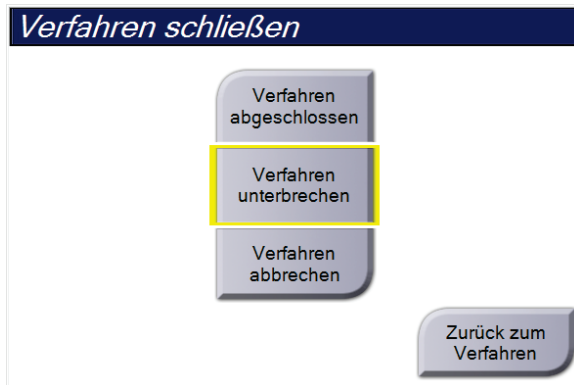 Verfahren schließen
Verfahren
abgeschlossen
Verfahren
unterbrechen
Verfahren
abbrechen
Zurück zum
Verfahren